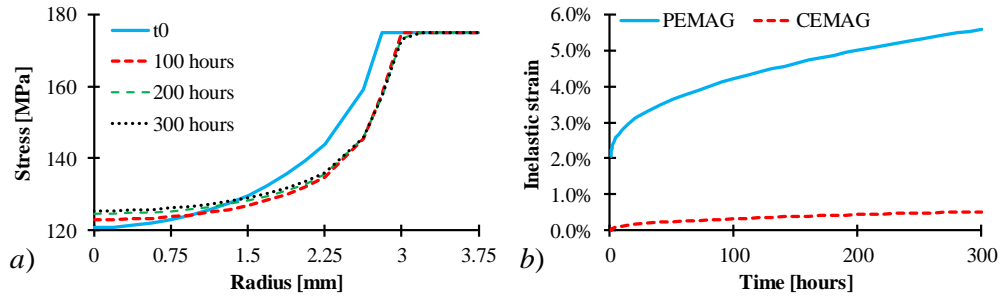 180
160
140
120
Stress [MPa]
t0
100 hours
200 hours
300 hours
0
0.75
1.5
2.25
3
3.75
Radius [mm]
a)
6.0%
5.0%
4.0%
3.0%
2.0%
1.0%
0.0%
Inelastic strain
PEMAG
CEMAG
0
100
200
300
Time [hours]
b)